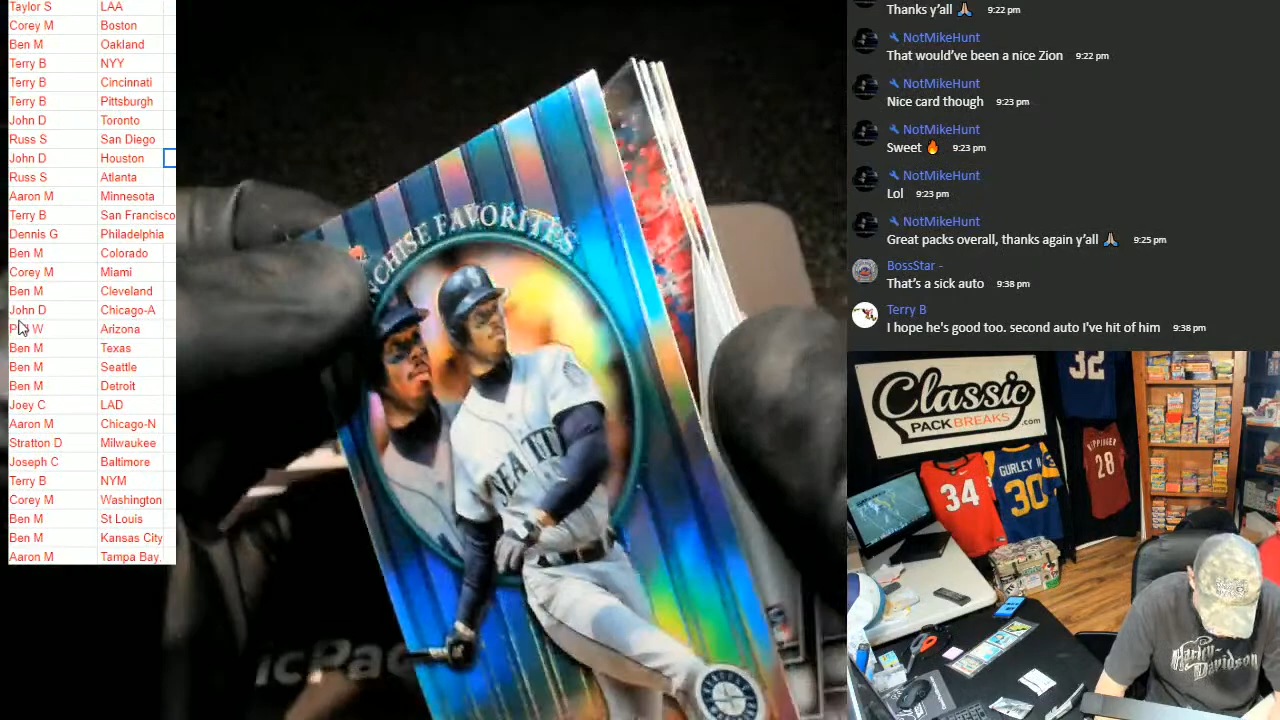 Taylor S LAA
Corey M Boston
Ben M Oakland
Terry B NYY
Terry B Cincinnati
Terry B Pittsburgh
John D Toronto
Russ S San Diego
John D Houston
Russ S Atlanta
Aaron M Minnesota
Terry B San Francisco
Dennis G Philadelphia
Ben M Colorado
Corey M Miami
Ben M Cleveland
John D Chicago-A
W Arizona
Ben M Texas
Ben M Seattle
Ben M Detroit
Joey C LAD
Aaron M Chicago-N
Stratton D Milwaukee
Joseph C Baltimore
Terry B NYM
Corey M Washington
Ben M St Louis
Ben M Kansas City
Aaron M Tampa Bay.
NCHISE FAVORITES
SEATT
icPac
Thanks y'all 🙏🏽 9:22 pm
NotMikeHunt
That would've been a nice Zion 9:22 pm
NotMikeHunt
Nice card though 9:23 pm
NotMikeHunt
Sweet 🔥 9:23 pm
NotMikeHunt
Lol 9:23 pm
NotMikeHunt
Great packs overall, thanks again y'all 🙏🏽 9:25 pm
BossStar -
That's a sick auto 9:38 pm
Terry B
I hope he's good too. second auto I've hit of him 9:38 pm
Classic
PACKBREAKS.com
32
34
GURLEY II
30
KIPPINGER
28
Harley-Davidson